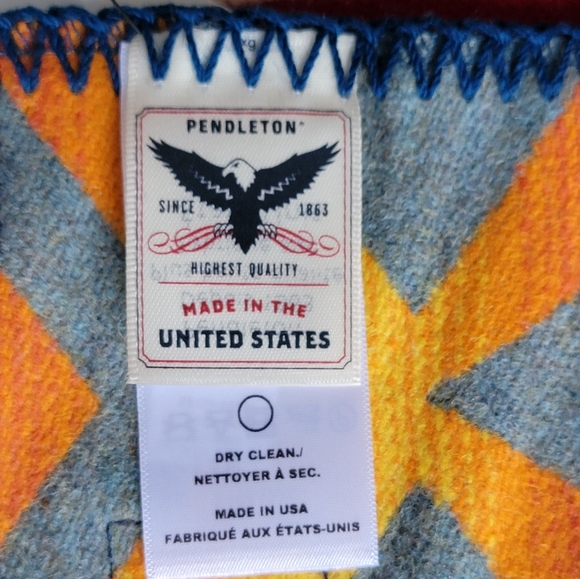 PENDLETON®
SINCE 1863
HIGHEST QUALITY
MADE IN THE
UNITED STATES
DRY CLEAN./
NETTOYER À SEC.
MADE IN USA
FABRIQUÉ AUX ÉTATS-UNIS